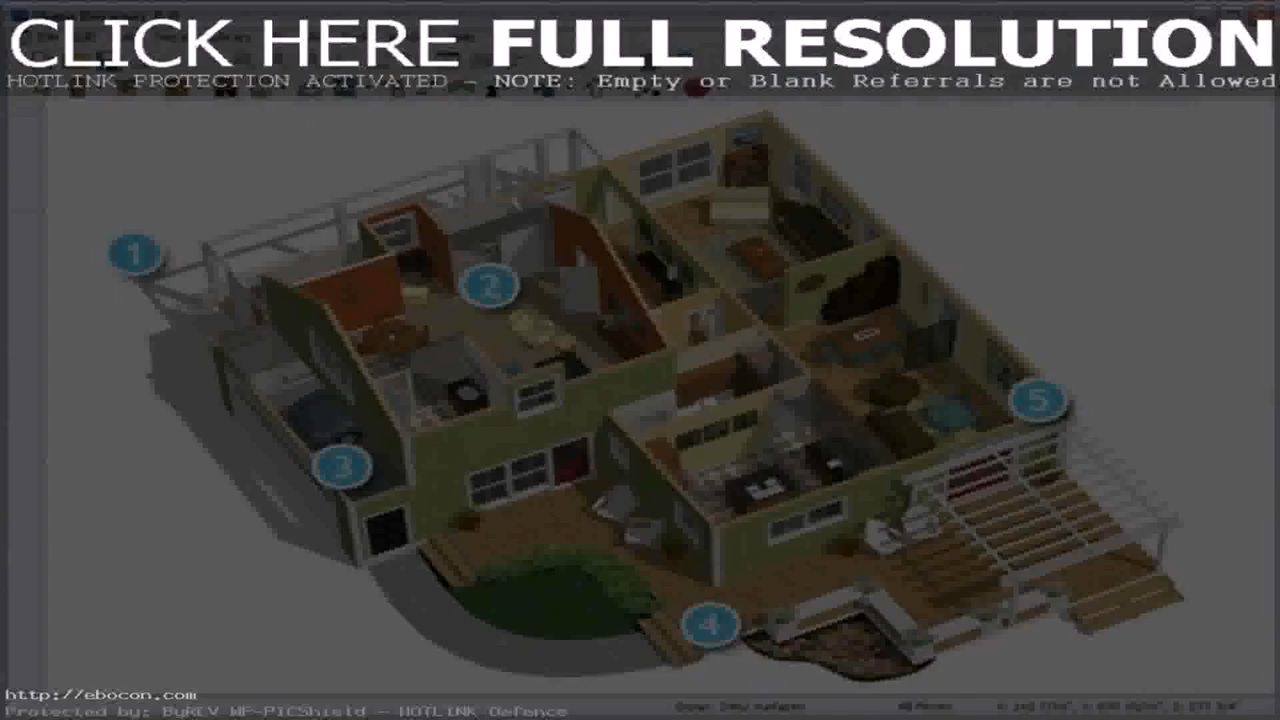 CLICK HERE FULL RESOLUTION
HOTLINK PROTECTION ACTIVATED - NOTE: Empty or Blank Referrals are not Allowed
1
2
5
3
4
http://ebocon.com
Protected by: ByREV WP-PICShield - HOTLINK Defence